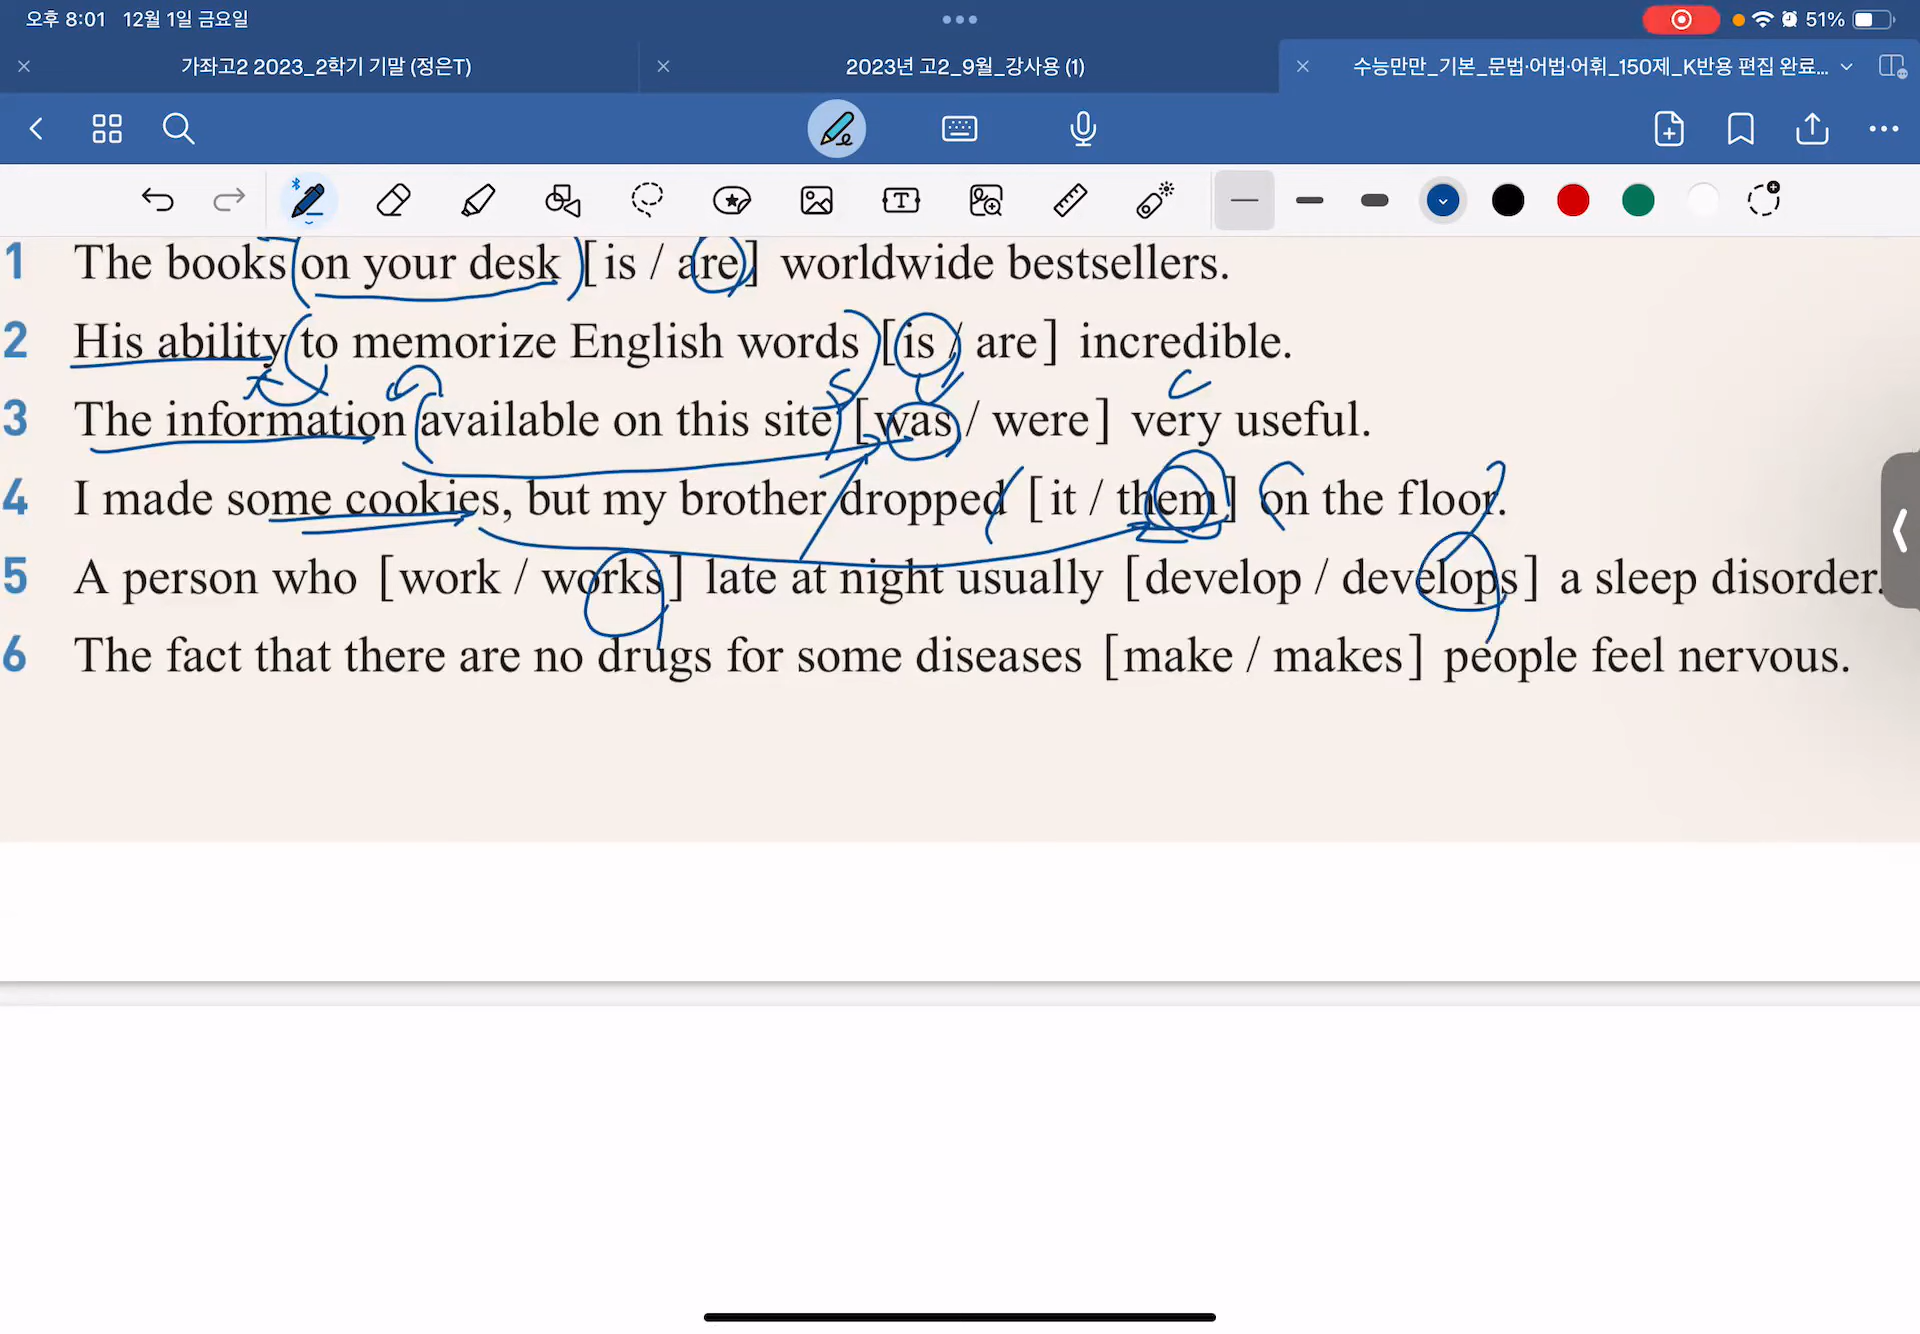 오후 8:01 12월 1일 금요일
51%
가좌고2 2023_2학기 기말 (정은T)
2023년 고2_9월_강사용 (1)
수능만만_기본_문법·어법·어휘_150제_K반용 편집 완료...
1 The books on your desk [is / are] worldwide bestsellers.
2 His ability to memorize English words [is / are] incredible.
3 The information available on this site [was / were] very useful.
4 I made some cookies, but my brother dropped [it / them] on the floor.
5 A person who [work / works] late at night usually [develop / develops] a sleep disorder.
6 The fact that there are no drugs for some diseases [make / makes] people feel nervous.